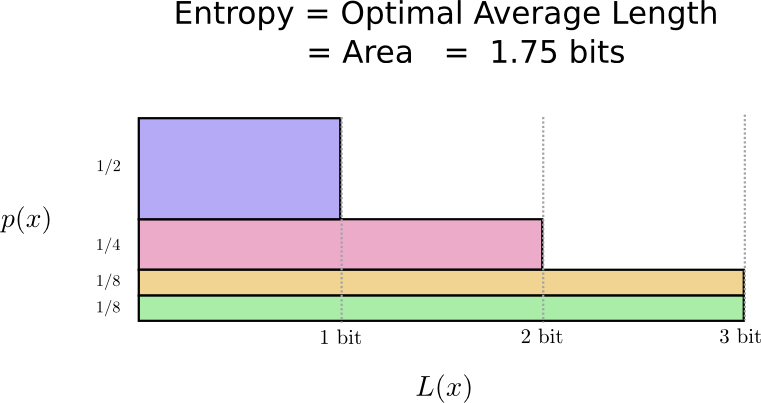 Entropy = Optimal Average Length
= Area = 1.75 bits
1/2
p(x)
1/4
1/8
1/8
1 bit 2 bit 3 bit
L(x)